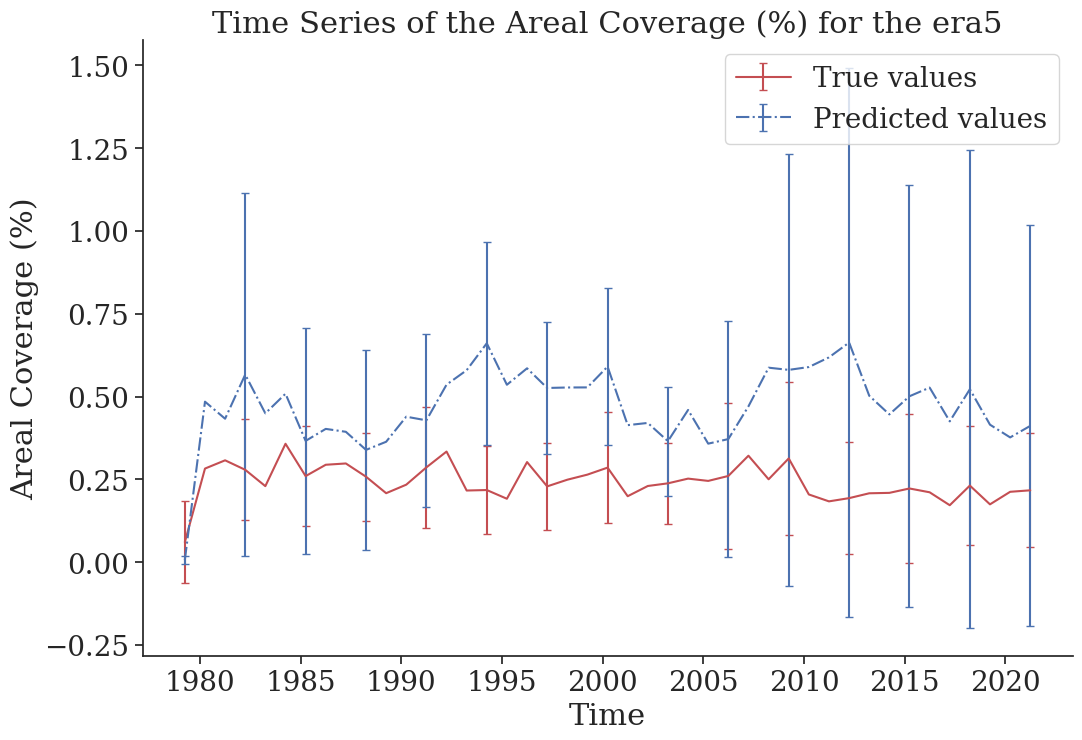 Time Series of the Areal Coverage (%) for the era5
True values
Predicted values
Areal Coverage (%)
1.50
1.25
1.00
0.75
0.50
0.25
0.00
−0.25
1980 1985 1990 1995 2000 2005 2010 2015 2020
Time